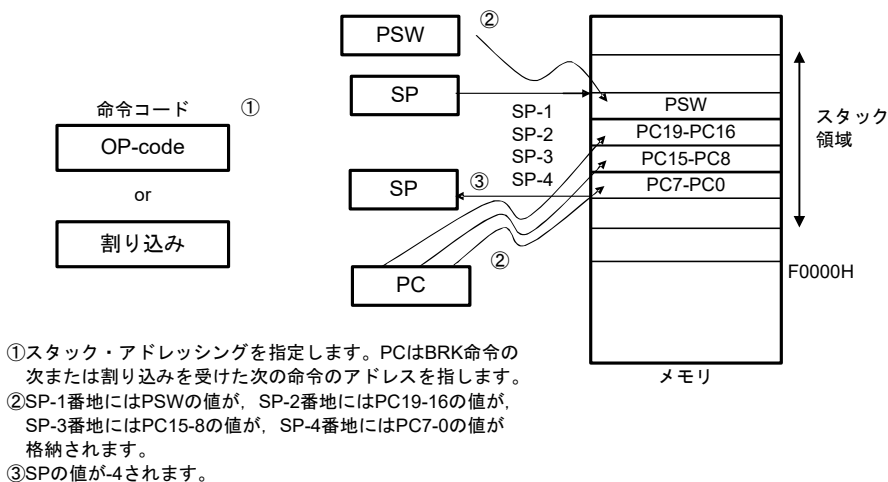 PSW
②
SP
命令コード ①
OP-code
or
割り込み
SP-1
SP-2
SP-3
SP-4
SP
③
②
PC
PSW
PC19-PC16
PC15-PC8
PC7-PC0
スタック
領域
F0000H
メモリ
①スタック・アドレッシングを指定します。PCはBRK命令の
次または割り込みを受けた次の命令のアドレスを指します。
②SP-1番地にはPSWの値が，SP-2番地にはPC19-16の値が，
SP-3番地にはPC15-8の値が，SP-4番地にはPC7-0の値が
格納されます。
③SPの値が-4されます。